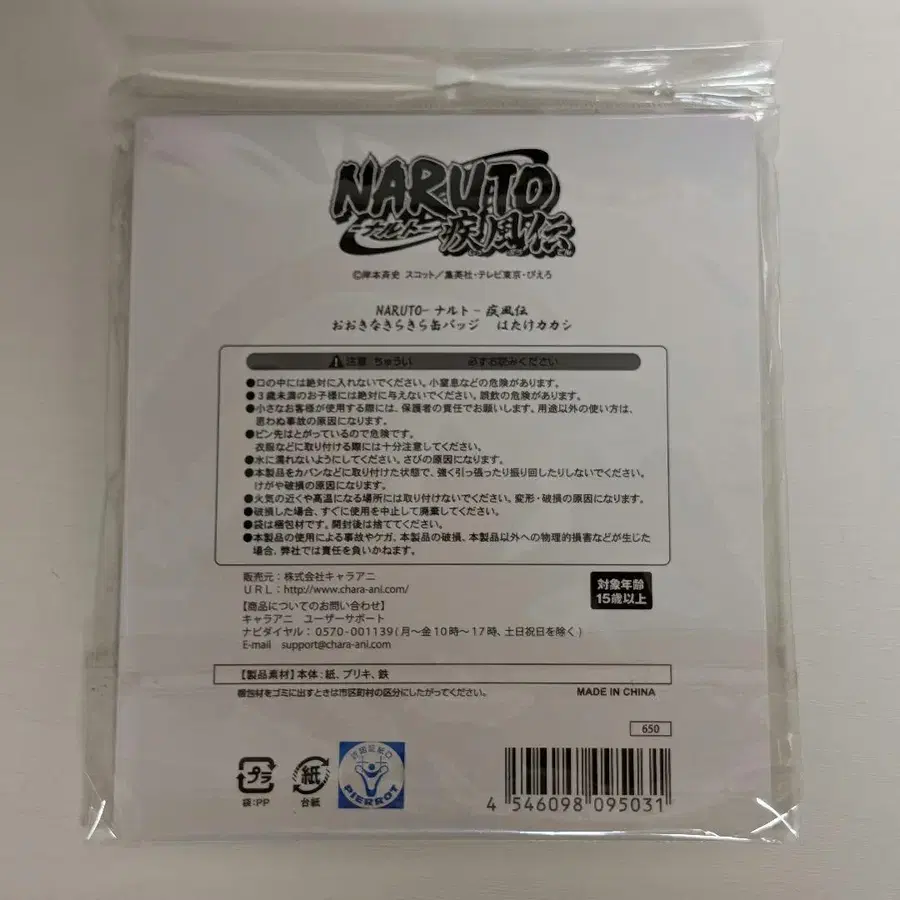 NARUTO
-ナルト-
疾風伝
©岸本斉史 スコット／集英社・テレビ東京・ぴえろ
NARUTO-ナルト-疾風伝
おおきなきらきら缶バッジ はたけカカシ
注意 ちゅうい 必ずお読みください
●口の中には絶対に入れないでください。小窒息などの危険があります。
●3歳未満のお子様には絶対に与えないでください。誤飲の危険があります。
●小さなお客様が使用する際には、保護者の責任でお願いします。用途以外の使い方は、
思わぬ事故の原因になります。
●ピン先はとがっているので危険です。
衣服などに取り付ける際には十分注意してください。
●水に濡れないようにしてください。さびの原因になります。
●本製品をカバンなどに取り付けた状態で、強く引っ張ったり振り回したりしないでください。
けがや破損の原因になります。
●火気の近くや高温になる場所には取り付けないでください。変形・破損の原因になります。
●破損した場合、すぐに使用を中止して廃棄してください。
●袋は梱包材です。開封後は捨ててください。
●本製品の使用による事故やケガ、本製品の破損、本製品以外への物理的損害などが生じた
場合、弊社では責任を負いかねます。
販売元：株式会社キャラアニ
URL：http://www.chara-ani.com/
対象年齢
15歳以上
【商品についてのお問い合わせ】
キャラアニ ユーザーサポート
ナビダイヤル：0570-001139(月～金10時～17時、土日祝日を除く)
E-mail support@chara-ani.com
【製品素材】本体：紙、ブリキ、鉄
梱包材をゴミに出すときは市区町村の区分にしたがってください。
MADE IN CHINA
650
プラ
袋：PP
紙
台紙
PIERROT
4 546098 095031